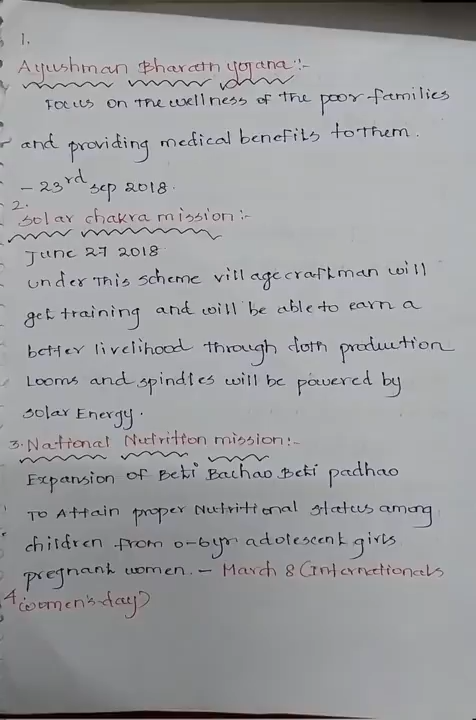 1.
Ayushman Bharath yojana :-
Focus on the wellness of the poor families
and providing medical benefits to them.
- 23rd sep 2018.
2.
solar chakra mission :-
June 27 2018
under This scheme village craftman will
get training and will be able to earn a
better livelihood through cloth production
Looms and spindles will be powered by
solar Energy.
3. National Nutrition mission :-
Expansion of Beti Bachao Beti padhao
To Attain proper Nutritional status among
children from 0-6yr adolescent girls
pregnant women. - March 8 (Internationals
4 women's day)